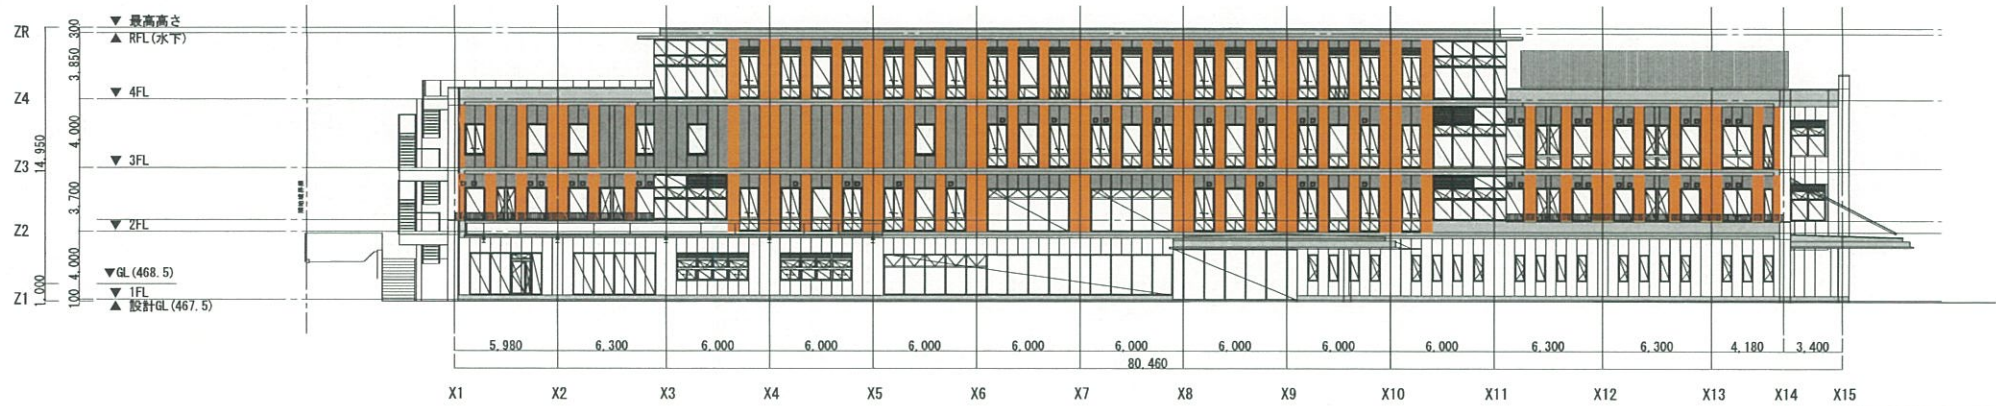 ▼ 最高高さ
ZR
300
▲ RFL(水下)
3,850
▼ 4FL
Z4
4,000
14,950
▼ 3FL
Z3
3,700
▼ 2FL
Z2
4,000
▼GL(468.5)
1,000
▼ 1FL
Z1
100
▲ 設計GL(467.5)
5,980 6,300 6,000 6,000 6,000 6,000 6,000 6,000 6,000 6,000 6,300 6,300 4,180 3,400
80,460
X1 X2 X3 X4 X5 X6 X7 X8 X9 X10 X11 X12 X13 X14 X15